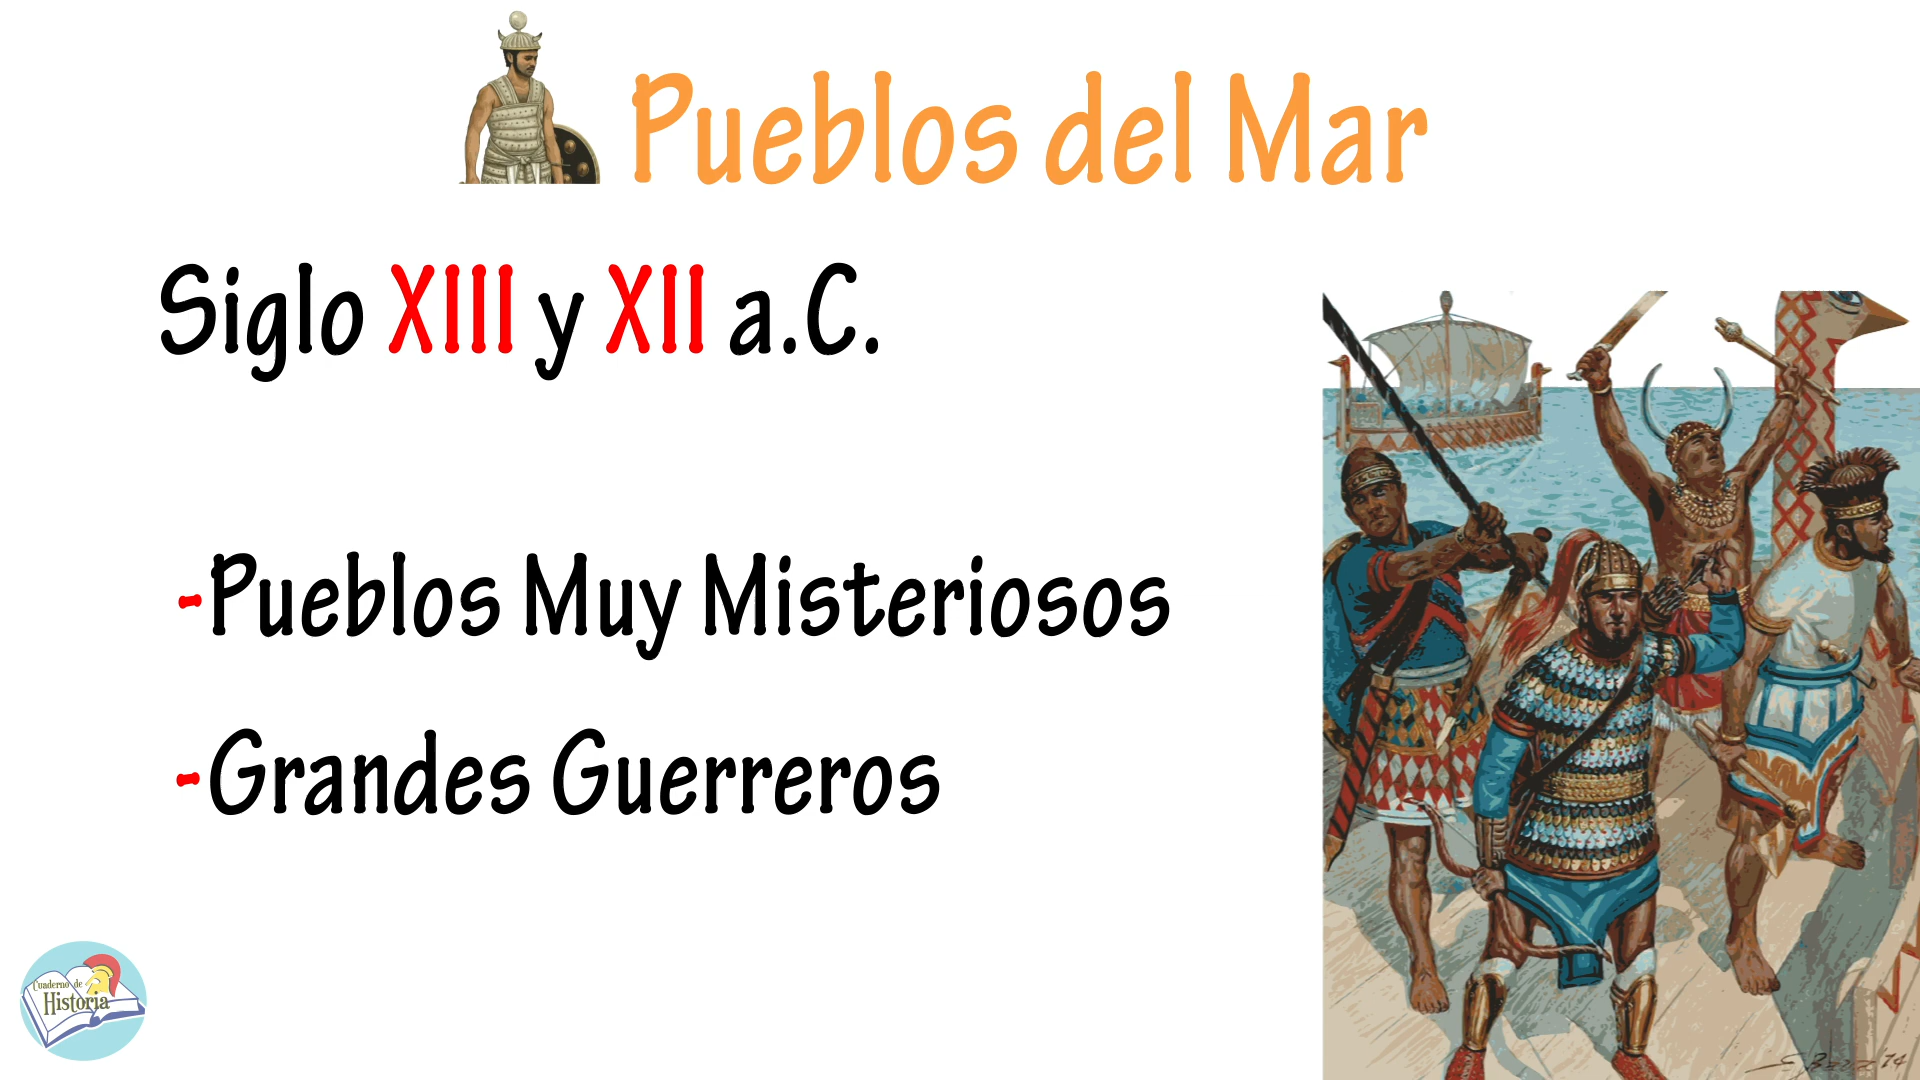 Pueblos del Mar
Siglo XIII y XII a.C.
-Pueblos Muy Misteriosos
-Grandes Guerreros
Cuaderno de
Historia